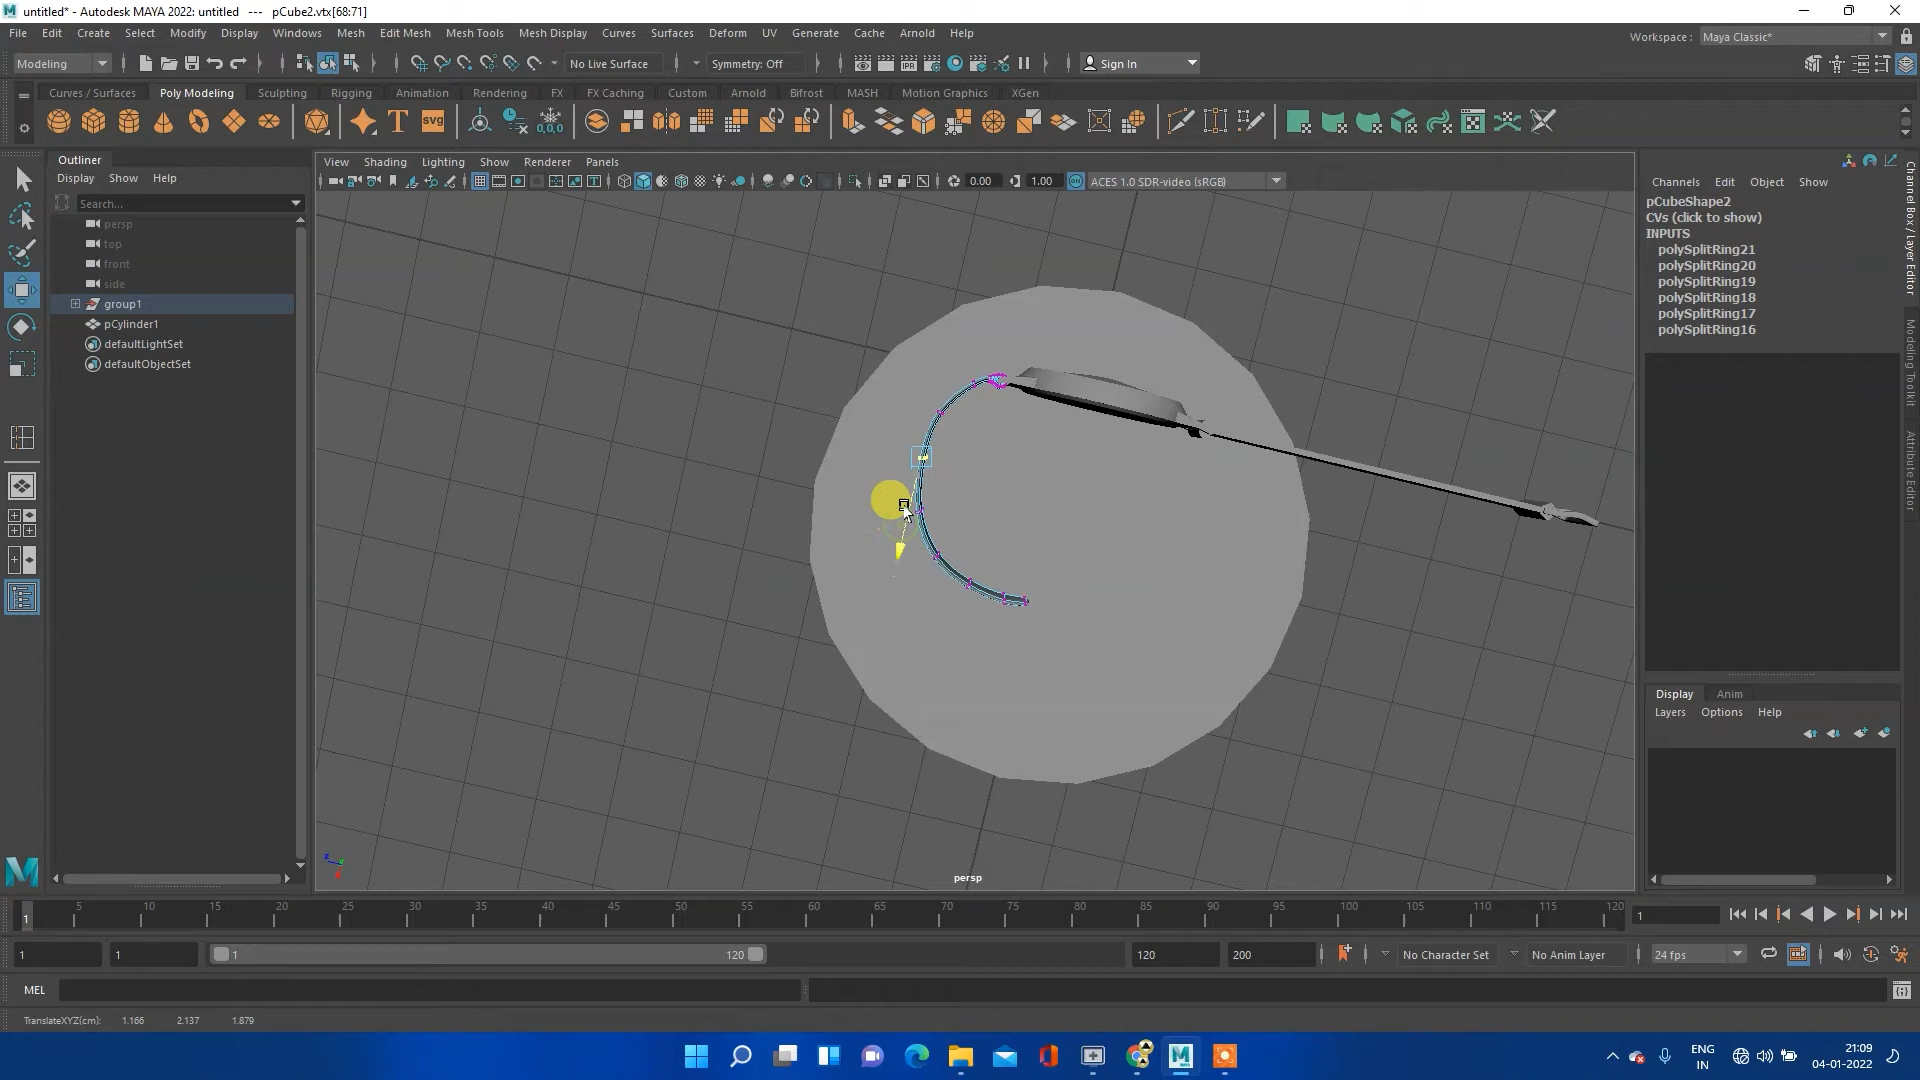 untitled* - Autodesk MAYA 2022: untitled --- pCube2.vtx[68:71]
File Edit Create Select Modify Display Windows Mesh Edit Mesh Mesh Tools Mesh Display Curves Surfaces Deform UV Generate Cache Arnold Help
Workspace : Maya Classic*
Modeling No Live Surface Symmetry: Off Sign In
Curves / Surfaces Poly Modeling Sculpting Rigging Animation Rendering FX FX Caching Custom Arnold Bifrost MASH Motion Graphics XGen
Outliner
Display Show Help
Search...
persp
top
front
side
group1
pCylinder1
defaultLightSet
defaultObjectSet
View Shading Lighting Show Renderer Panels
0.00 1.00 ACES 1.0 SDR-video (sRGB)
persp
Channels Edit Object Show
pCubeShape2
CVs (click to show)
INPUTS
polySplitRing21
polySplitRing20
polySplitRing19
polySplitRing18
polySplitRing17
polySplitRing16
Channel Box / Layer Editor
Modeling Toolkit
Attribute Editor
Display Anim
Layers Options Help
1 5 10 15 20 25 30 35 40 45 50 55 60 65 70 75 80 85 90 95 100 105 110 115 120 1
1 1 1 120 120 200 No Character Set No Anim Layer 24 fps
MEL
TranslateXYZ(cm): 1.166 2.137 1.879
ENG
IN
21:09
04-01-2022